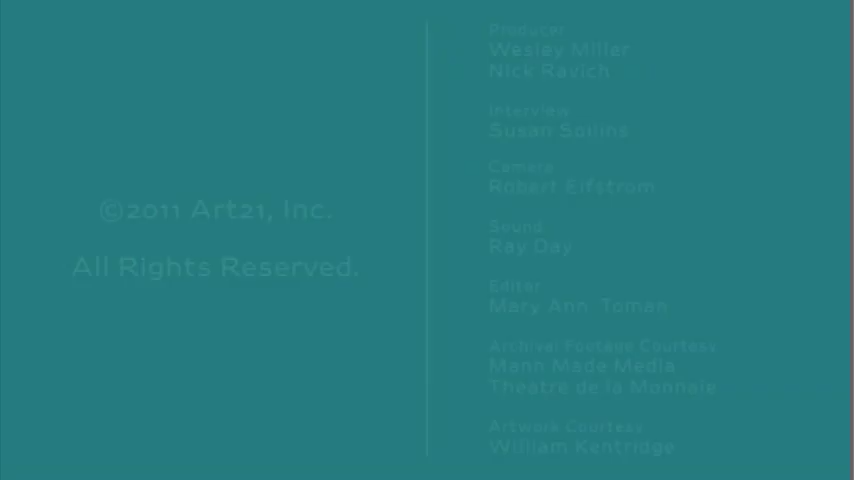 ©2011 Art21, Inc.
All Rights Reserved.
Producer
Wesley Miller
Nick Ravich
Interview
Susan Sollins
Camera
Robert Elfstrom
Sound
Ray Day
Editor
Mary Ann Toman
Archival Footage Courtesy
Mann Made Media
Theatre de la Monnaie
Artwork Courtesy
William Kentridge